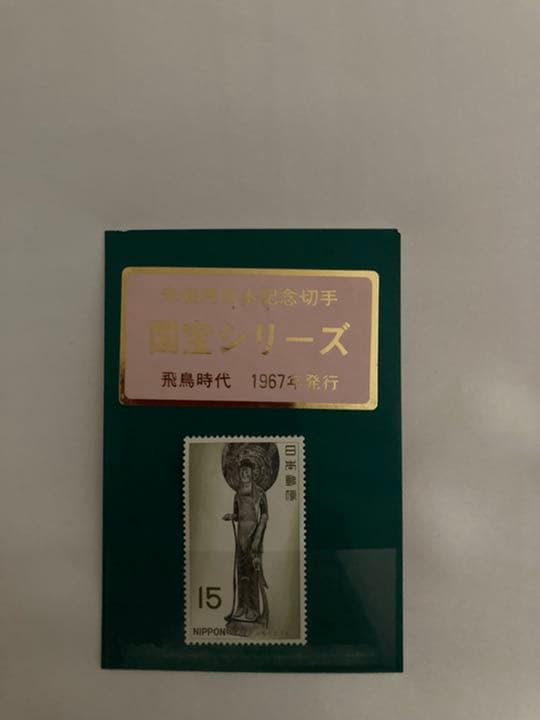 記念切手
国宝シリーズ
飛鳥時代 1967年発行
日本郵便
15
NIPPON